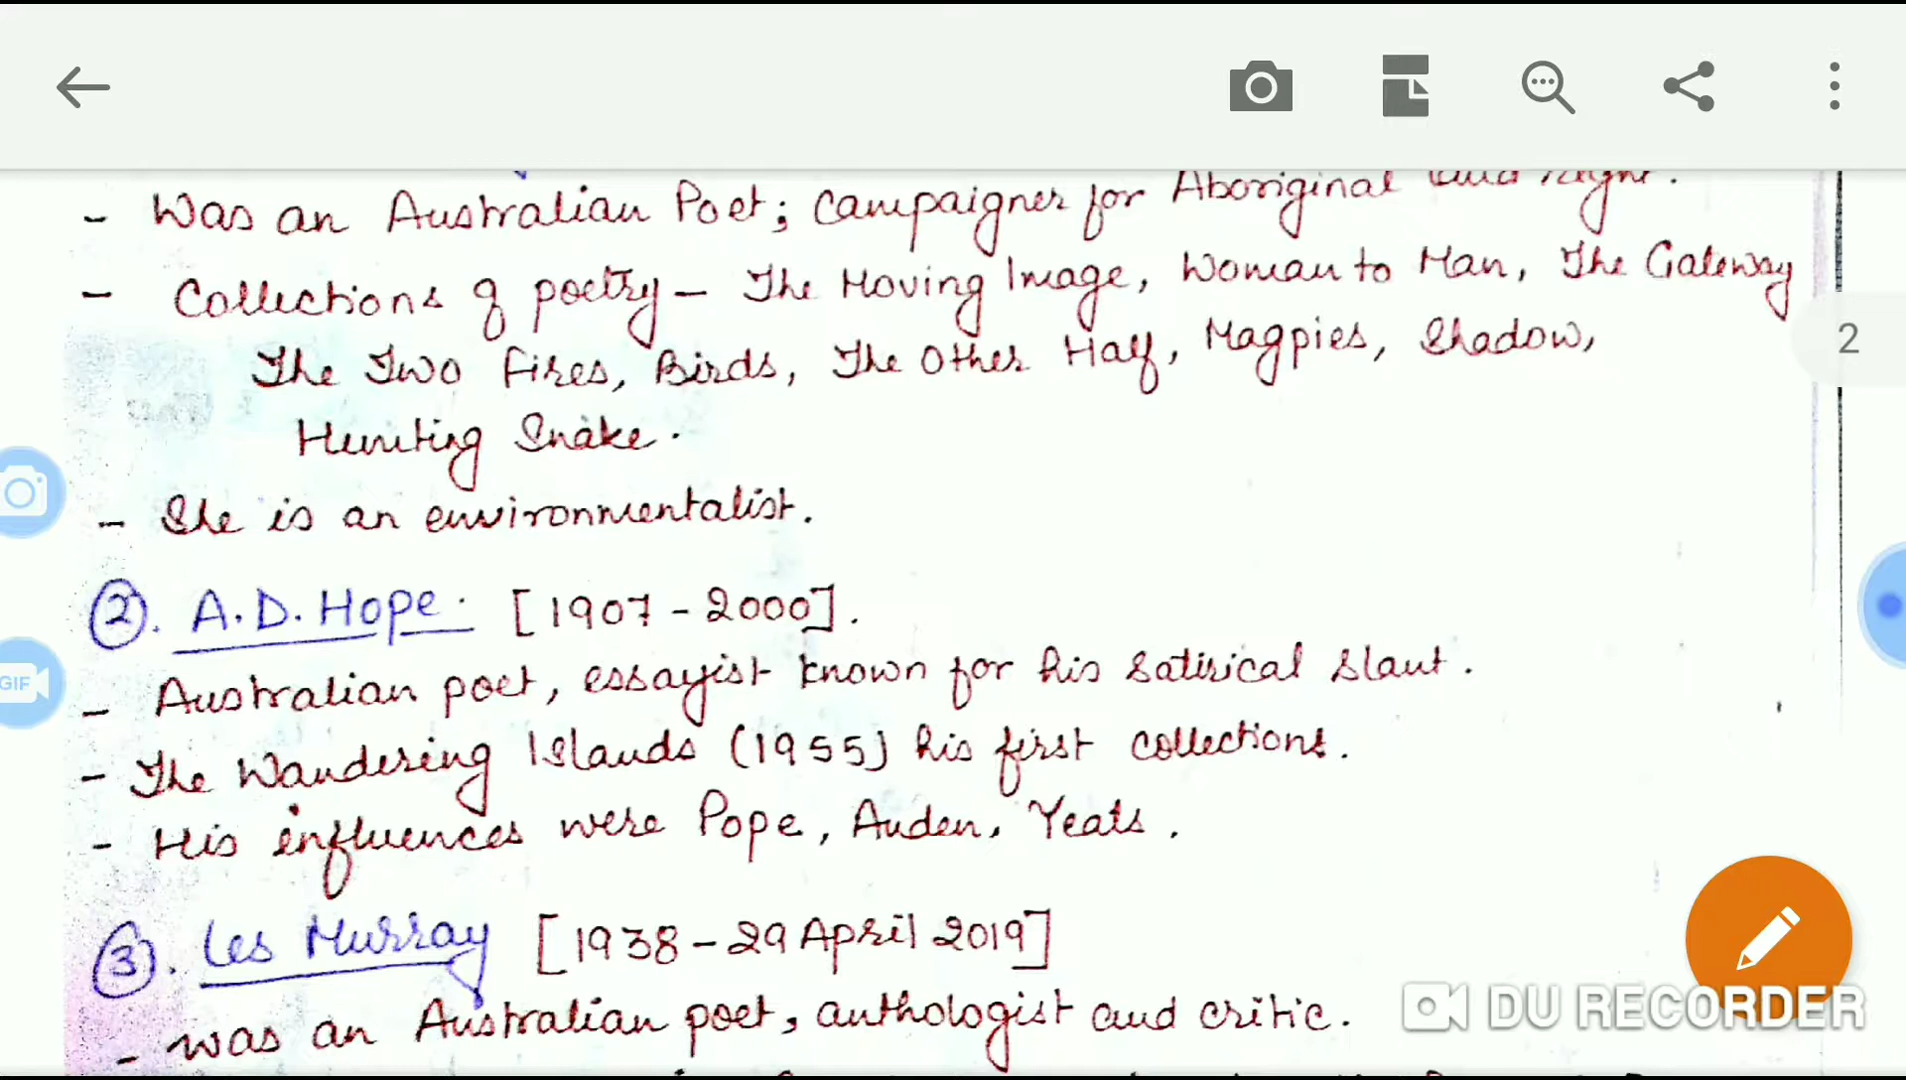 - Was an Australian Poet; campaigner for Aboriginal land right.
- Collections of poetry – The Moving Image, Woman to Man, The Gateway
The Two Fires, Birds, The Other Half, Magpies, Shadow,
2
Hunting Snake.
- She is an environmentalist.
②. A.D. Hope. [1907 - 2000].
- Australian poet, essayist known for his satirical slant.
- The Wandering Islands (1955) his first collections.
- His influences were Pope, Auden, Yeats.
③. Les Murray [1938 – 29 April 2019]
- was an Australian poet, anthologist and critic.
GIF
DU RECORDER